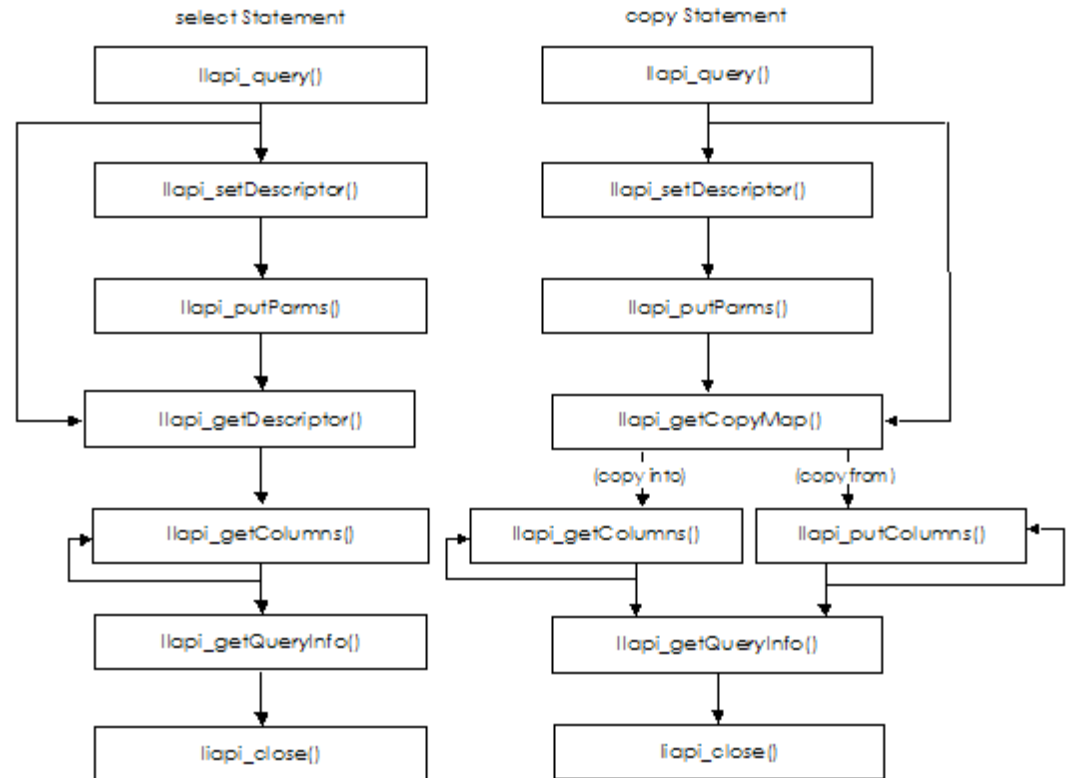 select Statement
IIapi_query()
IIapi_setDescriptor()
IIapi_putParms()
IIapi_getDescriptor()
IIapi_getColumns()
IIapi_getQueryInfo()
Iiapi_close()
copy Statement
IIapi_query()
IIapi_setDescriptor()
IIapi_putParms()
IIapi_getCopyMap()
(copy into)
(copy from)
IIapi_getColumns()
IIapi_putColumns()
IIapi_getQueryInfo()
Iiapi_close()